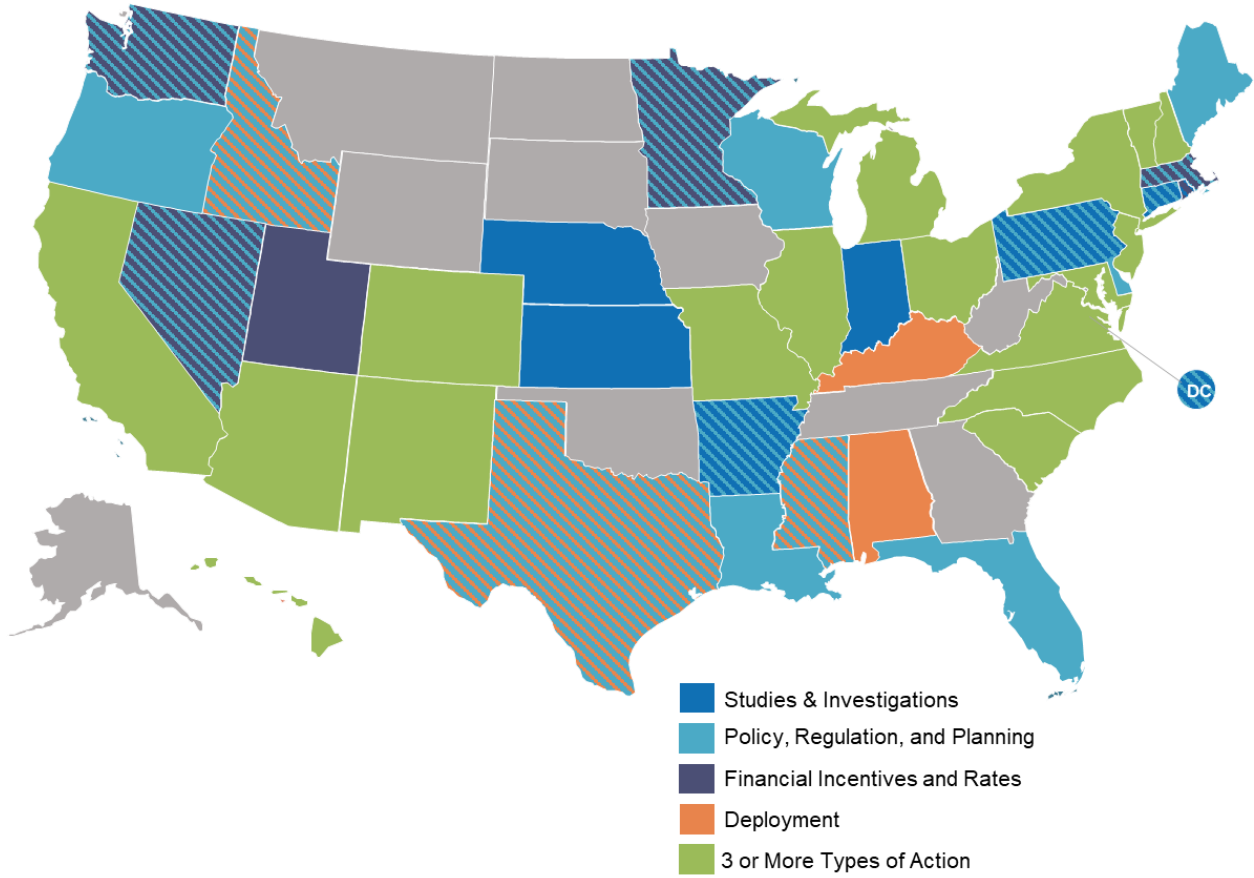 DC
Studies & Investigations
Policy, Regulation, and Planning
Financial Incentives and Rates
Deployment
3 or More Types of Action